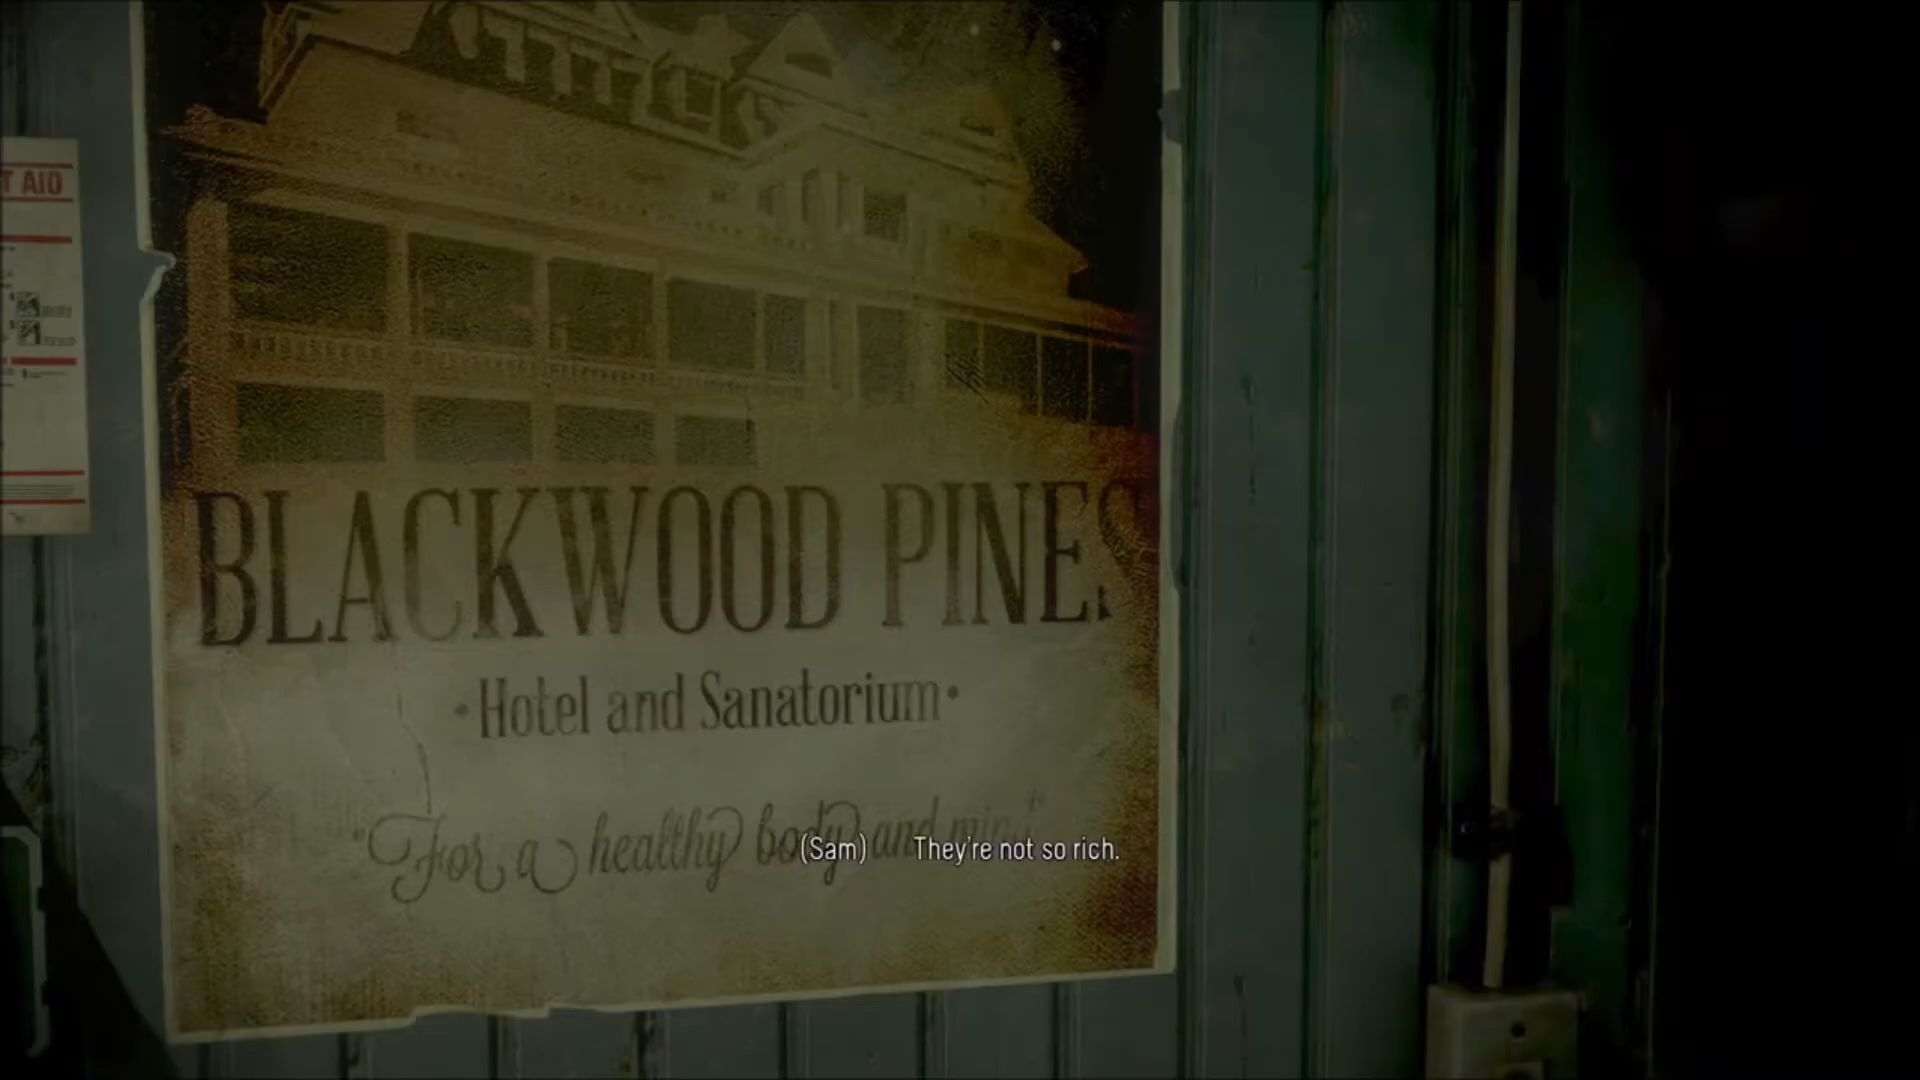 T AID
BLACKWOOD PINES
•Hotel and Sanatorium•
"For a healthy body and mind"
(Sam) They're not so rich.